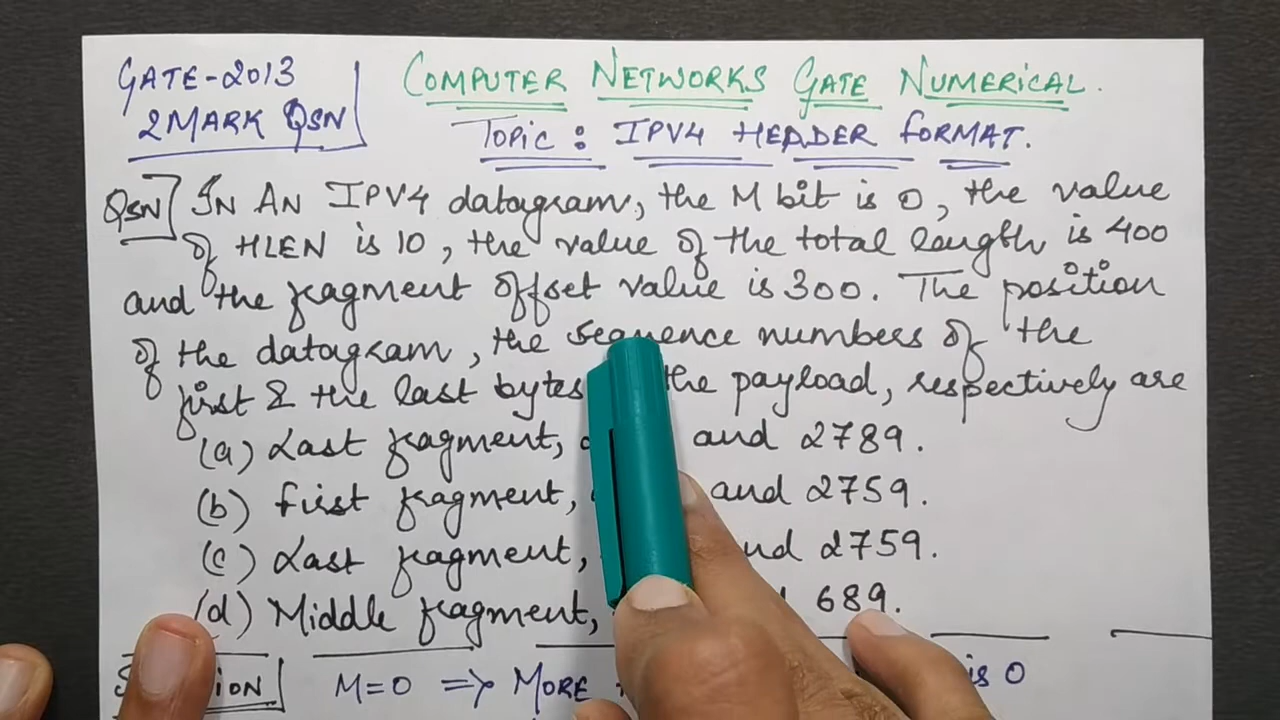 GATE-2013
2 MARK QSN
COMPUTER NETWORKS GATE NUMERICAL.
TOPIC: IPV4 HEADER FORMAT.
QSN IN AN IPV4 datagram, the M bit is 0, the value
of HLEN is 10, the value of the total length is 400
and the fragment offset value is 300. The position
of the datagram, the sequence numbers of the
first & the last bytes the payload, respectively are
(a) Last fragment, and 2789.
(b) First fragment, and 2759.
(c) Last fragment, 2759.
(d) Middle fragment, 689.
M=0 => MORE is 0